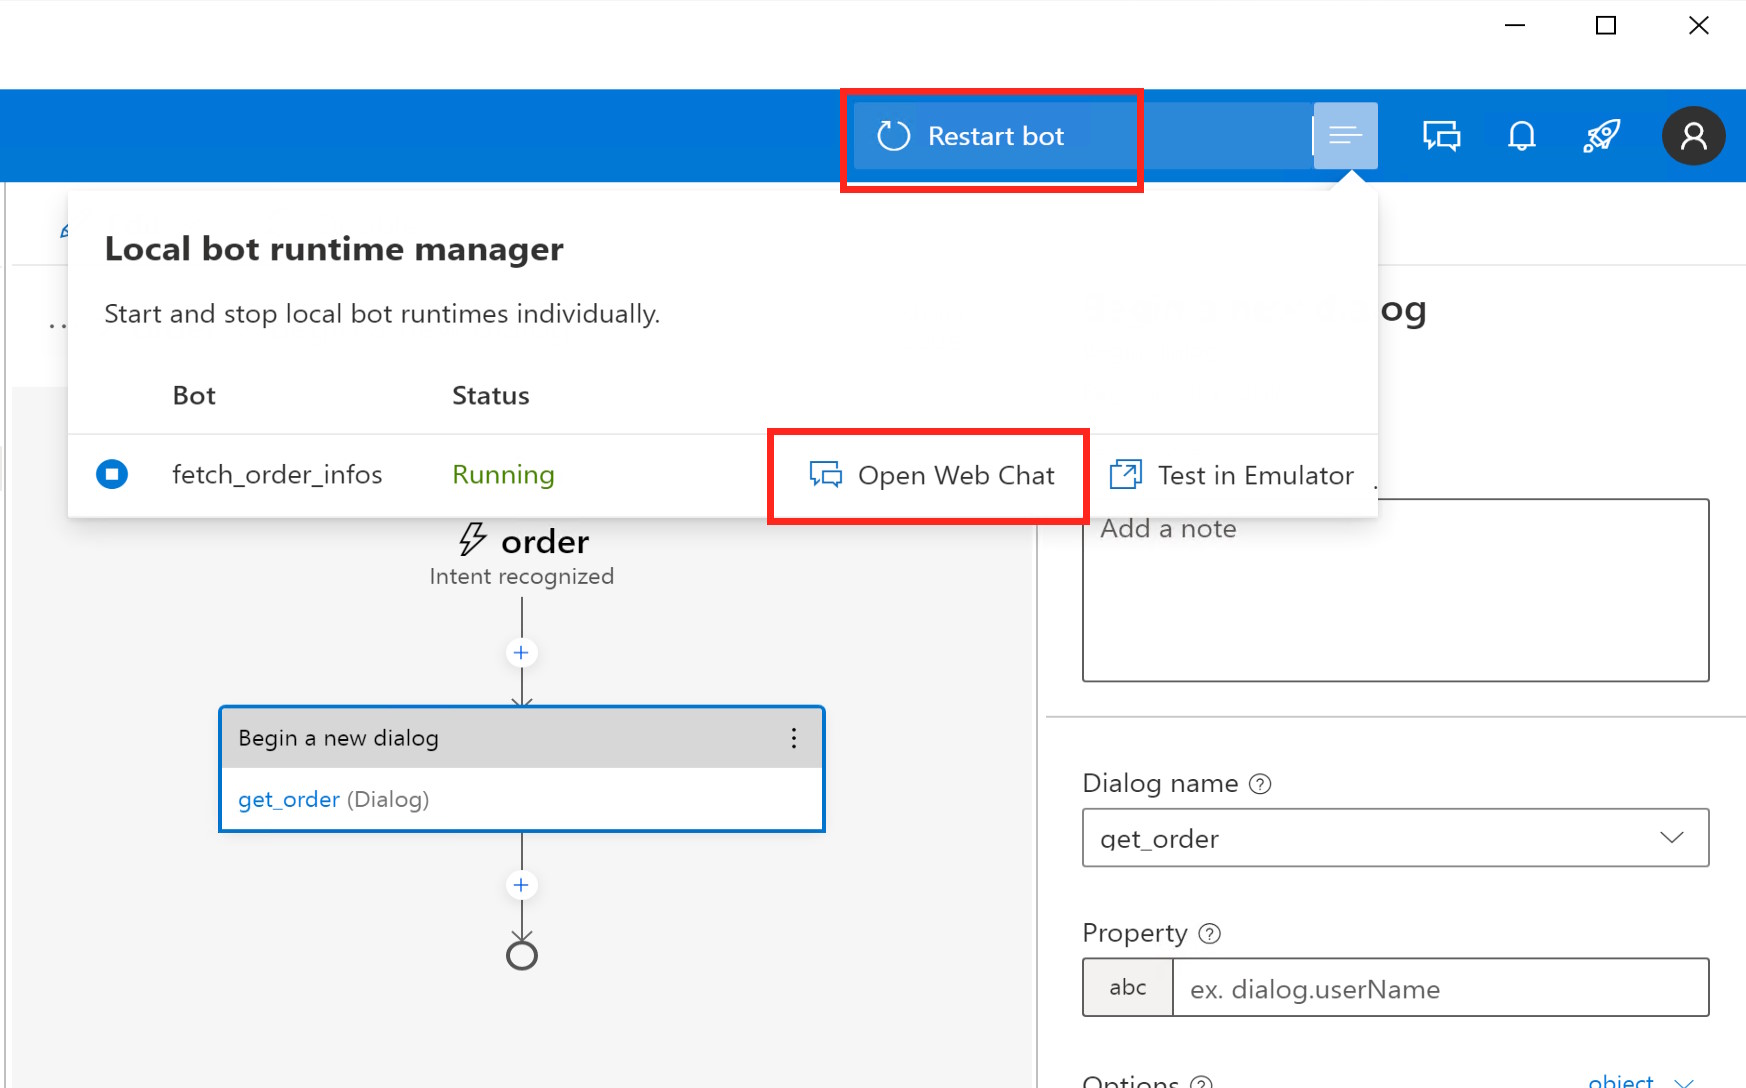 Restart bot
Local bot runtime manager
Start and stop local bot runtimes individually.
og
Bot Status
fetch_order_infos Running Open Web Chat Test in Emulator
Add a note
order
Intent recognized
Begin a new dialog
get_order (Dialog)
Dialog name
get_order
Property
abc ex. dialog.userName
Options object